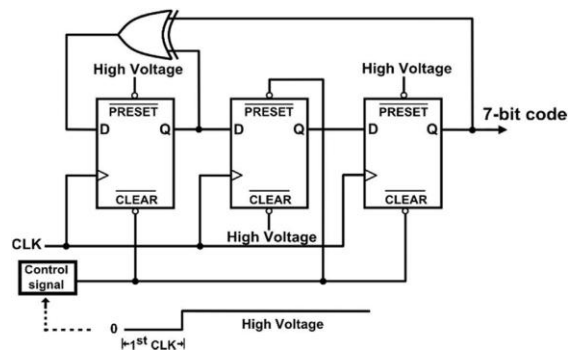 High Voltage
High Voltage
PRESET
PRESET
PRESET
7-bit code
D
Q
D
Q
D
Q
CLEAR
CLEAR
CLEAR
High Voltage
CLK
Control
signal
0
High Voltage
1st CLK